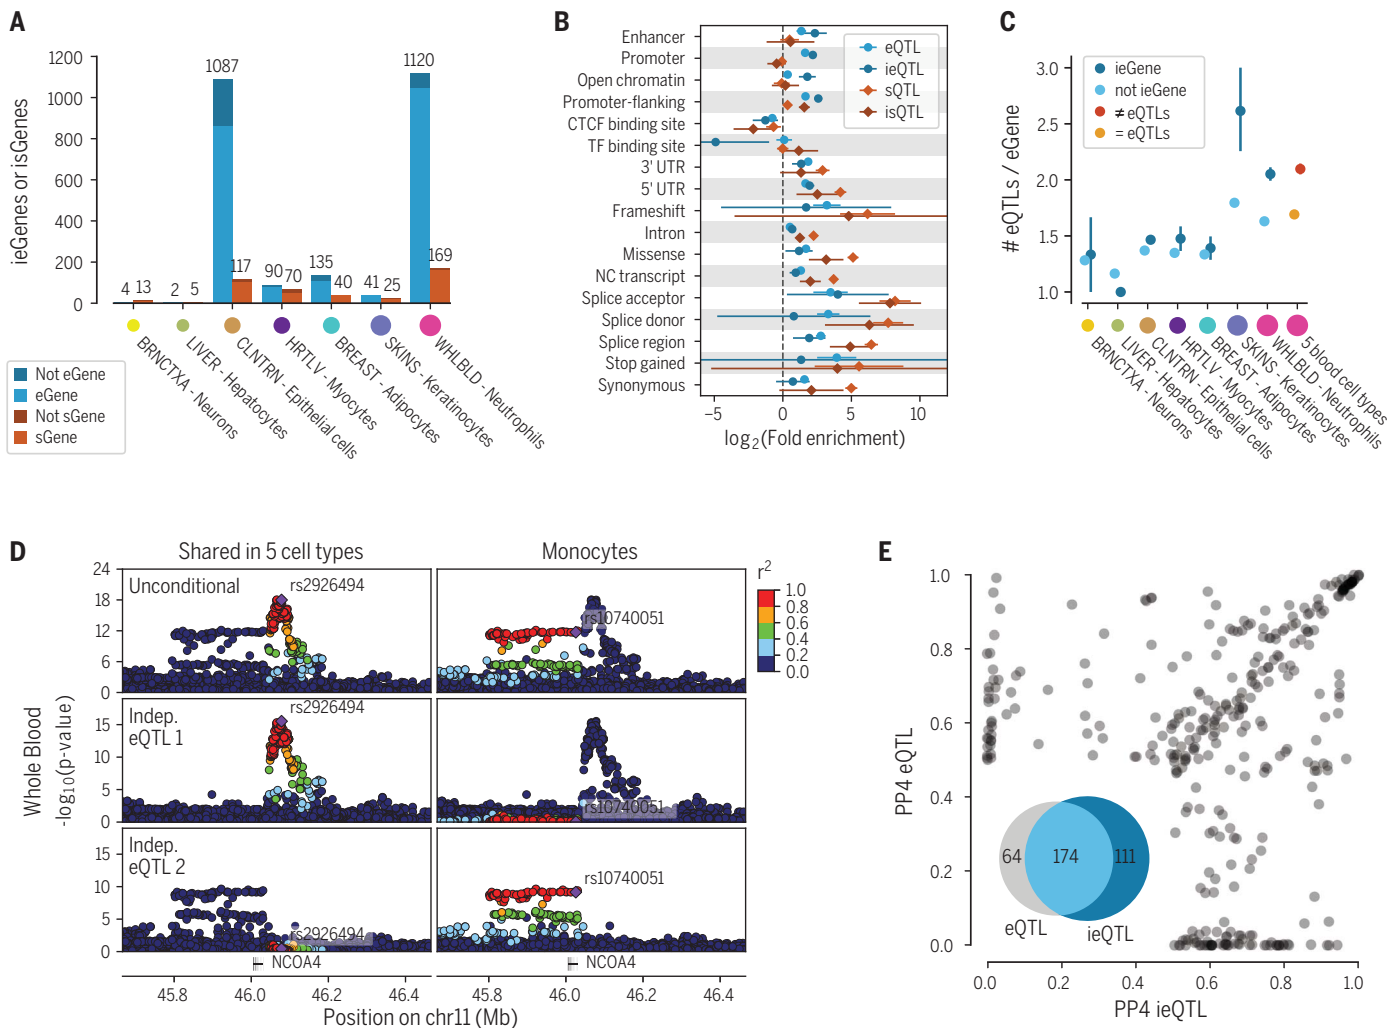 A
ieGenes or isGenes
1200
1000
800
600
400
200
0
4
13
2
5
1087
117
90
70
135
40
41
25
1120
169
BRNCTXA - Neurons
LIVER - Hepatocytes
CLNTRN - Epithelial cells
HRTLV - Myocytes
BREAST - Adipocytes
SKINS - Keratinocytes
WHLBLD - Neutrophils
Not eGene
eGene
Not sGene
sGene
B
Enhancer
Promoter
Open chromatin
Promoter-flanking
CTCF binding site
TF binding site
3' UTR
5' UTR
Frameshift
Intron
Missense
NC transcript
Splice acceptor
Splice donor
Splice region
Stop gained
Synonymous
eQTL
ieQTL
sQTL
isQTL
−5
0
5
10
log2(Fold enrichment)
C
# eQTLs / eGene
3.0
2.5
2.0
1.5
1.0
ieGene
not ieGene
≠ eQTLs
= eQTLs
BRNCTXA - Neurons
LIVER - Hepatocytes
CLNTRN - Epithelial cells
HRTLV - Myocytes
BREAST - Adipocytes
SKINS - Keratinocytes
WHLBLD - Neutrophils
5 blood cell types
D
Shared in 5 cell types
Monocytes
Whole Blood
-log10(p-value)
24
18
12
6
0
Unconditional
rs2926494
rs10740051
r2
1.0
0.8
0.6
0.4
0.2
0.0
15
10
5
0
Indep.
eQTL 1
rs2926494
rs10740051
15
10
5
0
Indep.
eQTL 2
rs2926494
rs10740051
NCOA4
NCOA4
45.8
46.0
46.2
46.4
45.8
46.0
46.2
46.4
Position on chr11 (Mb)
E
PP4 eQTL
1.0
0.8
0.6
0.4
0.2
0.0
64
174
111
eQTL
ieQTL
0.0
0.2
0.4
0.6
0.8
1.0
PP4 ieQTL